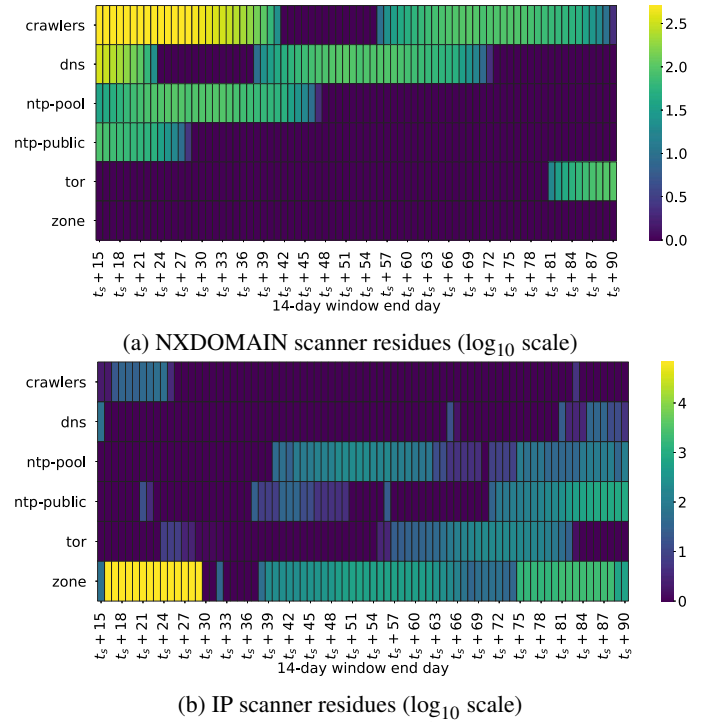 crawlers
dns
ntp-pool
ntp-public
tor
zone
2.5
2.0
1.5
1.0
0.5
0.0
t_s + 15
t_s + 18
t_s + 21
t_s + 24
t_s + 27
t_s + 30
t_s + 33
t_s + 36
t_s + 39
t_s + 42
t_s + 45
t_s + 48
t_s + 51
t_s + 54
t_s + 57
t_s + 60
t_s + 63
t_s + 66
t_s + 69
t_s + 72
t_s + 75
t_s + 78
t_s + 81
t_s + 84
t_s + 87
t_s + 90
14-day window end day
(a) NXDOMAIN scanner residues (log₁₀ scale)
crawlers
dns
ntp-pool
ntp-public
tor
zone
4
3
2
1
0
t_s + 15
t_s + 18
t_s + 21
t_s + 24
t_s + 27
t_s + 30
t_s + 33
t_s + 36
t_s + 39
t_s + 42
t_s + 45
t_s + 48
t_s + 51
t_s + 54
t_s + 57
t_s + 60
t_s + 63
t_s + 66
t_s + 69
t_s + 72
t_s + 75
t_s + 78
t_s + 81
t_s + 84
t_s + 87
t_s + 90
14-day window end day
(b) IP scanner residues (log₁₀ scale)